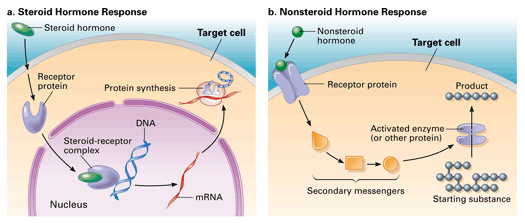 a. Steroid Hormone Response
Steroid hormone
Target cell
Receptor
protein
Protein synthesis
DNA
Steroid-receptor
complex
mRNA
Nucleus
b. Nonsteroid Hormone Response
Nonsteroid
hormone
Target cell
Receptor protein
Product
Activated enzyme
(or other protein)
Secondary messengers
Starting substance